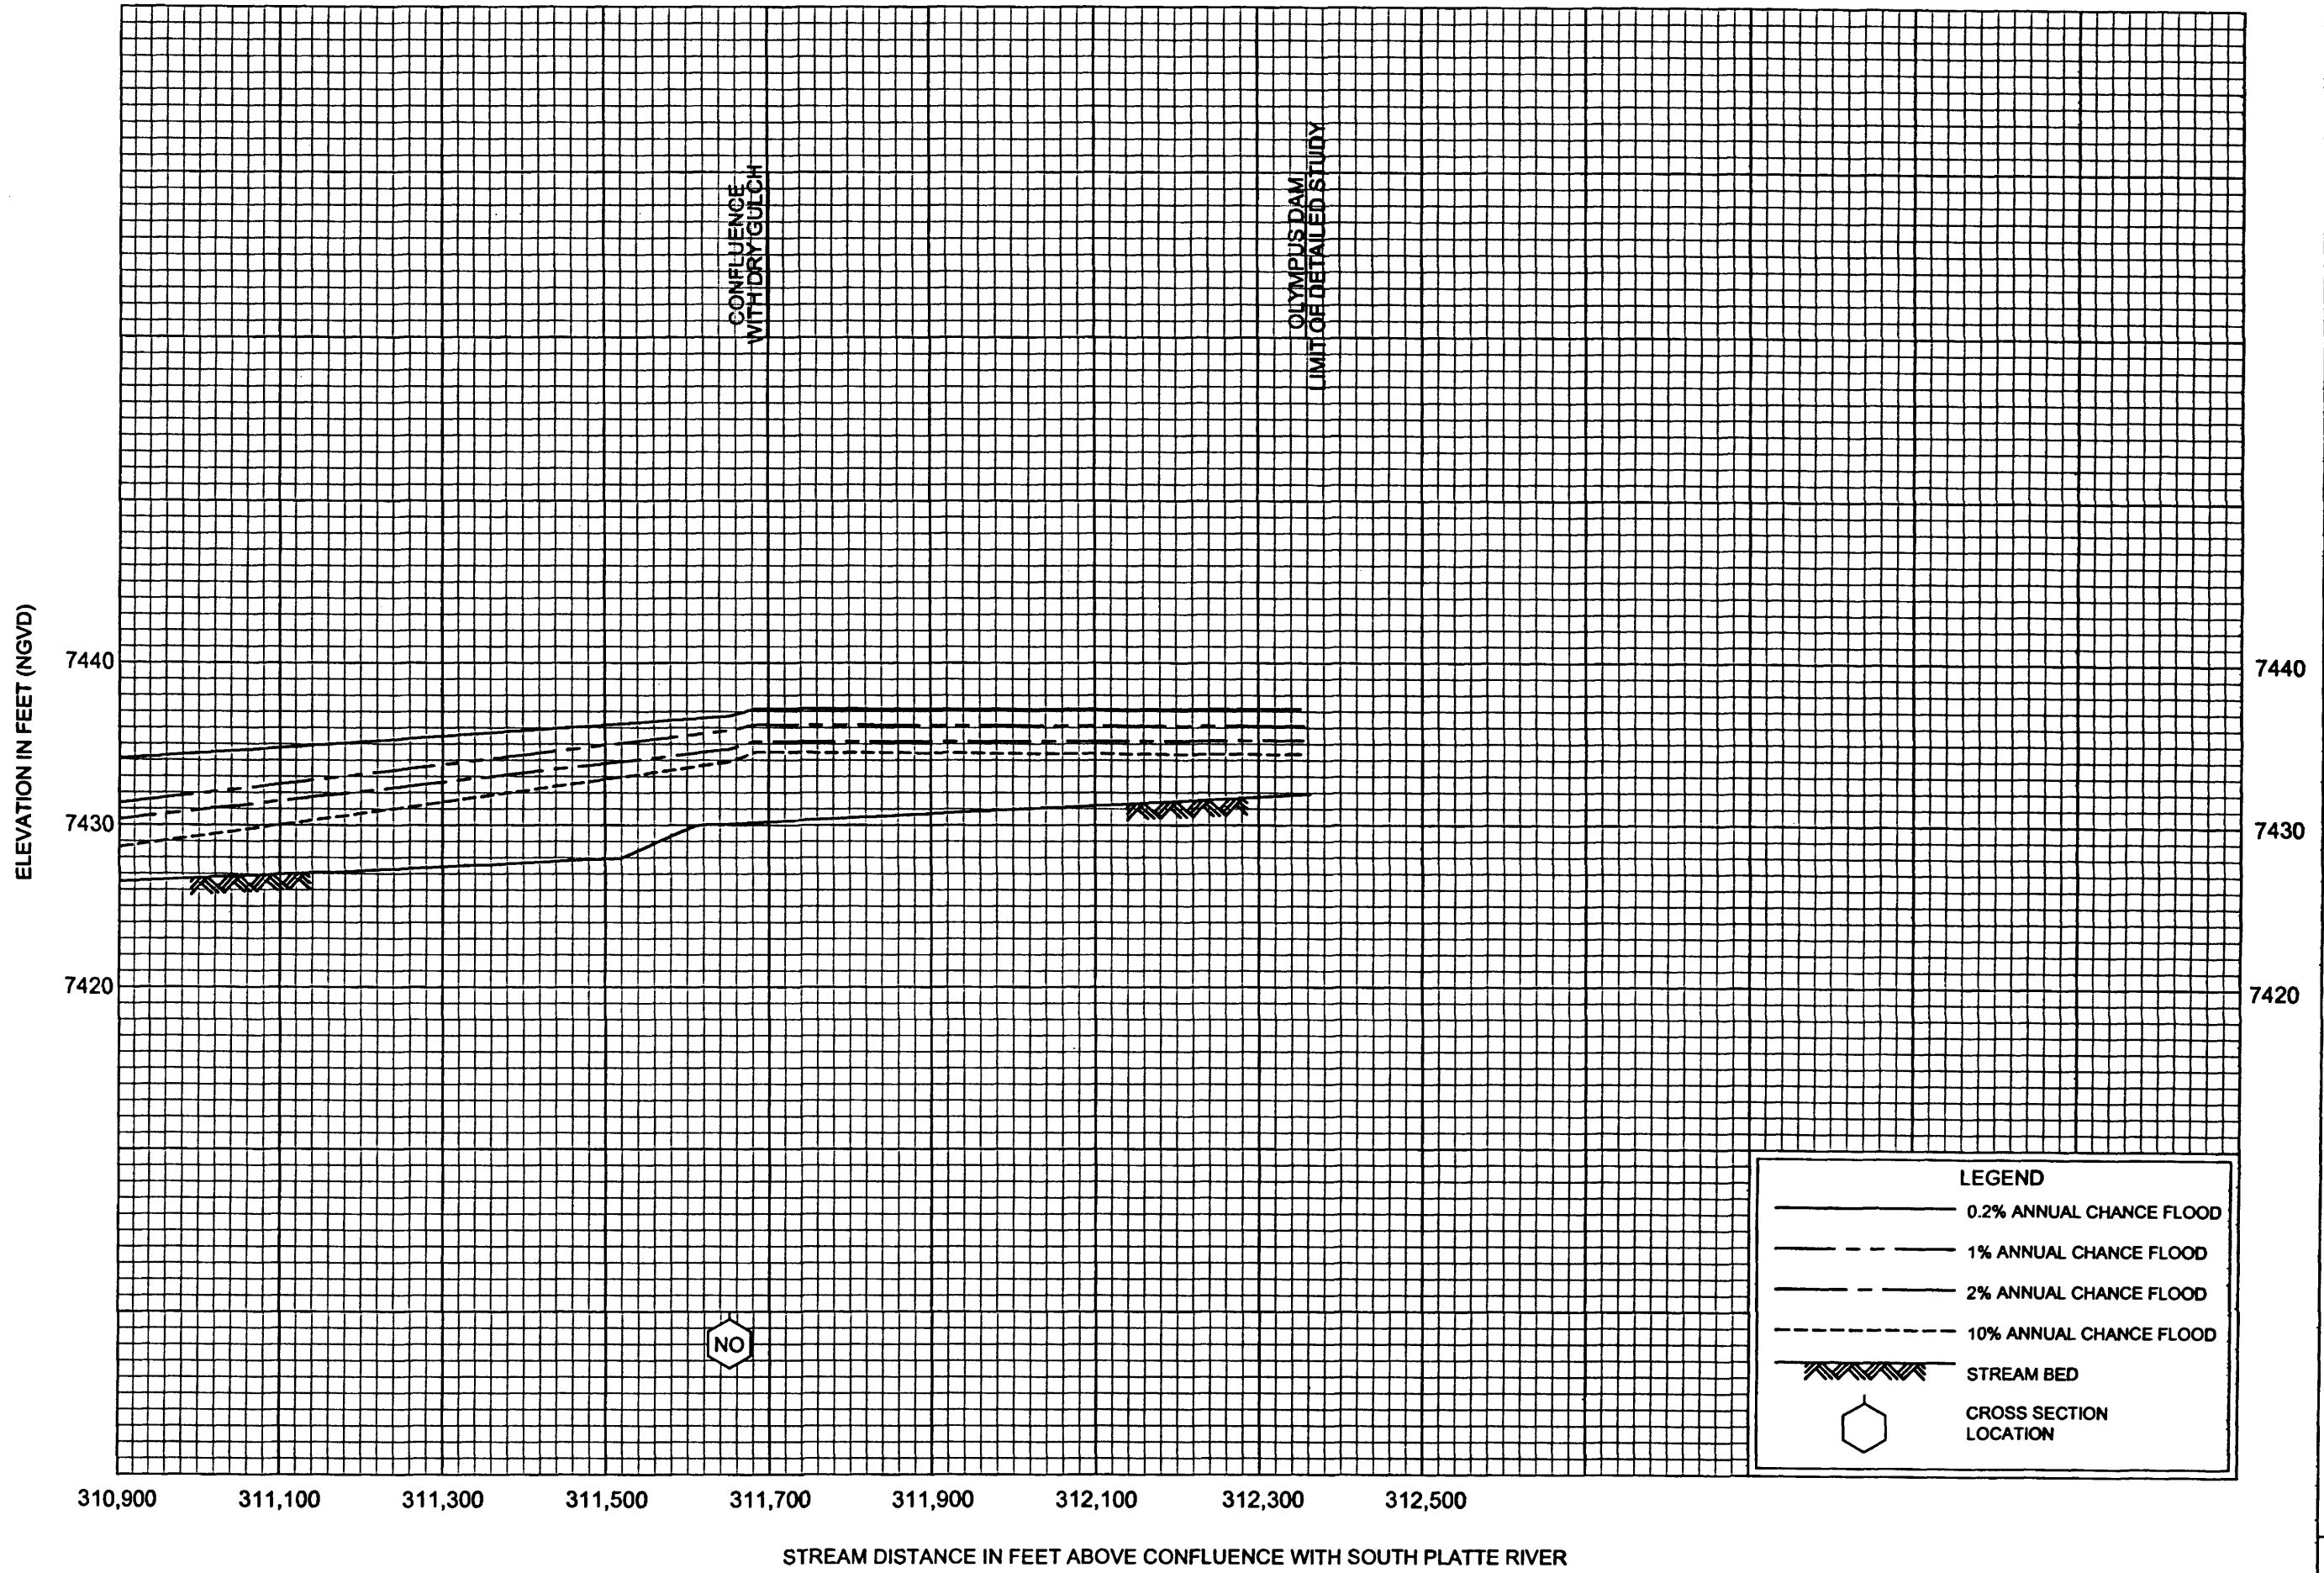 CONFLUENCE
WITH DRY GULCH
OLYMPUS DAM
LIMIT OF DETAILED STUDY
ELEVATION IN FEET (NGVD)
7440
7430
7420
7440
7430
7420
NO
LEGEND
0.2% ANNUAL CHANCE FLOOD
1% ANNUAL CHANCE FLOOD
2% ANNUAL CHANCE FLOOD
10% ANNUAL CHANCE FLOOD
STREAM BED
CROSS SECTION
LOCATION
310,900
311,100
311,300
311,500
311,700
311,900
312,100
312,300
312,500
STREAM DISTANCE IN FEET ABOVE CONFLUENCE WITH SOUTH PLATTE RIVER